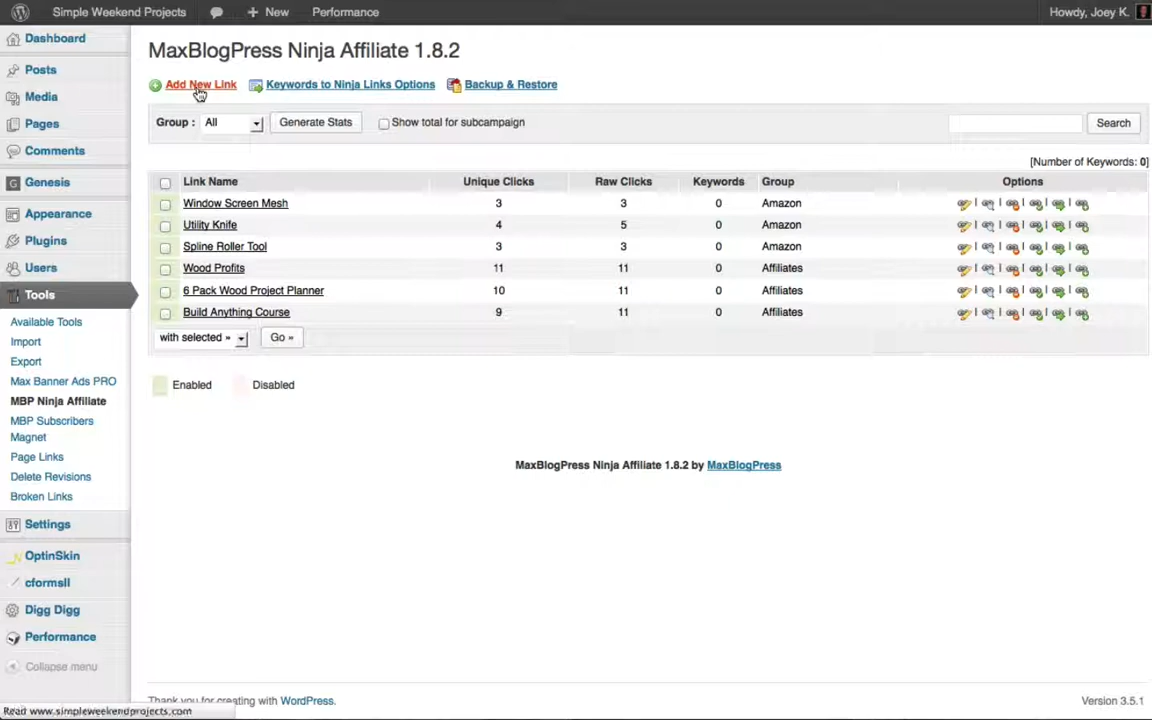 Simple Weekend Projects New Performance Howdy, Joey K.
Dashboard
Posts
Media
Pages
Comments
Genesis
Appearance
Plugins
Users
Tools
Available Tools
Import
Export
Max Banner Ads PRO
MBP Ninja Affiliate
MBP Subscribers
Magnet
Page Links
Delete Revisions
Broken Links
Settings
OptinSkin
cformsII
Digg Digg
Performance
Collapse menu
MaxBlogPress Ninja Affiliate 1.8.2
Add New Link Keywords to Ninja Links Options Backup & Restore
Group : All Generate Stats Show total for subcampaign Search
[Number of Keywords: 0]
Link Name Unique Clicks Raw Clicks Keywords Group Options
Window Screen Mesh 3 3 0 Amazon
Utility Knife 4 5 0 Amazon
Spline Roller Tool 3 3 0 Amazon
Wood Profits 11 11 0 Affiliates
6 Pack Wood Project Planner 10 11 0 Affiliates
Build Anything Course 9 11 0 Affiliates
with selected » Go »
Enabled Disabled
MaxBlogPress Ninja Affiliate 1.8.2 by MaxBlogPress
Thank you for creating with WordPress. Version 3.5.1
Read www.simpleweekendprojects.com